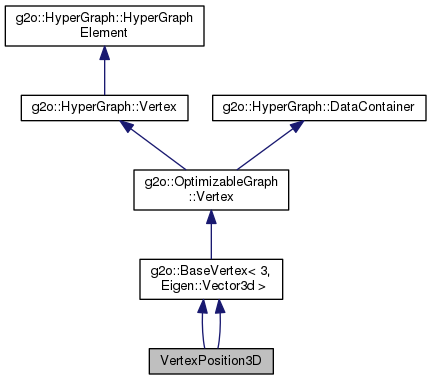 g2o::HyperGraph::HyperGraph
Element
g2o::HyperGraph::Vertex
g2o::HyperGraph::DataContainer
g2o::OptimizableGraph
::Vertex
g2o::BaseVertex< 3,
Eigen::Vector3d >
VertexPosition3D